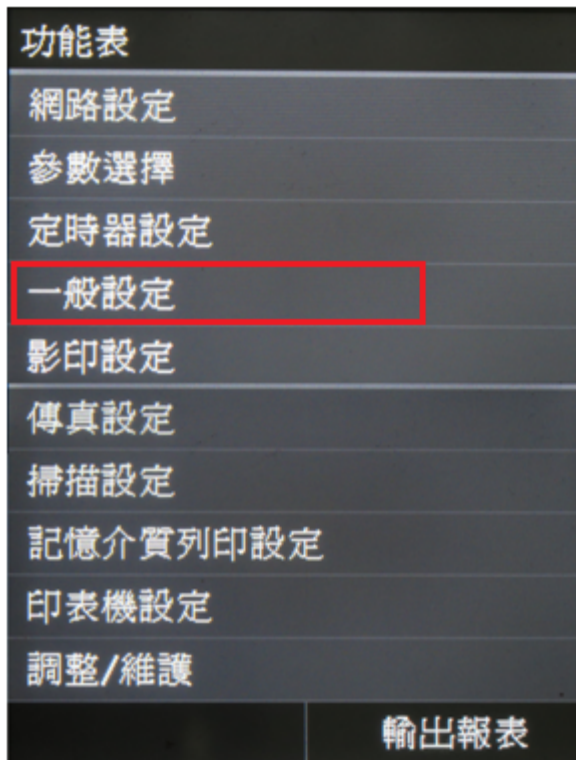 功能表
網路設定
參數選擇
定時器設定
一般設定
影印設定
傳真設定
掃描設定
記憶介質列印設定
印表機設定
調整/維護
輸出報表